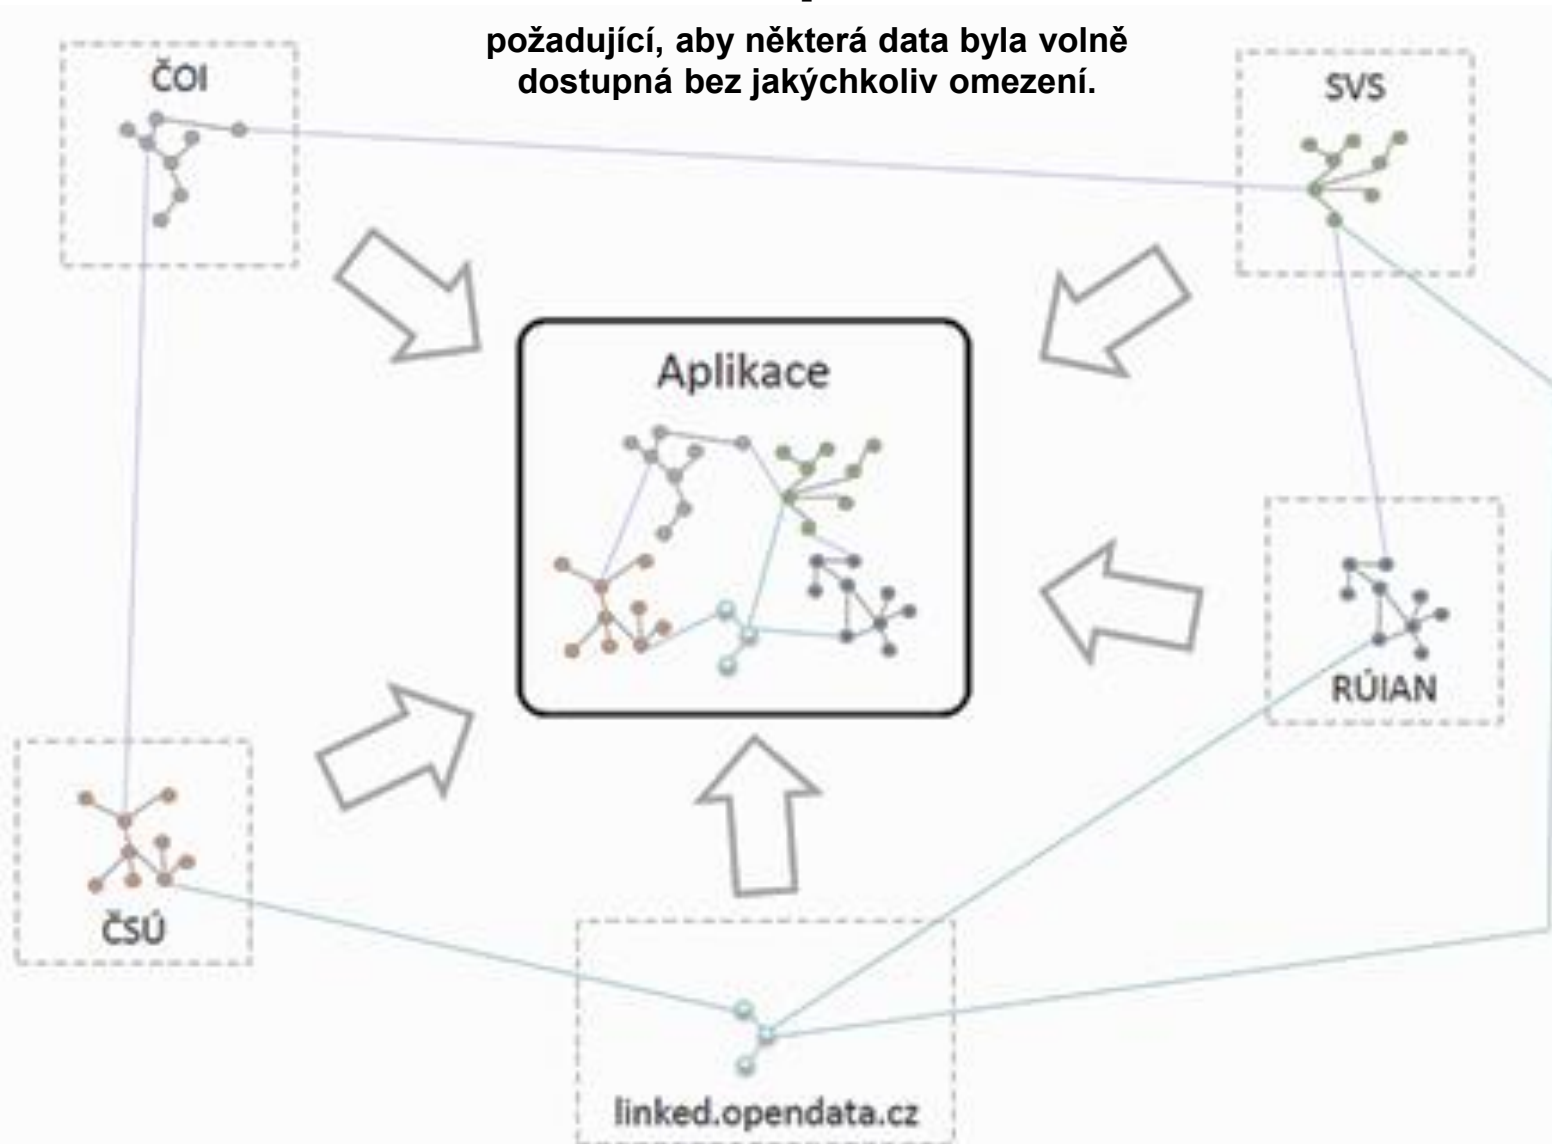 požadující, aby některá data byla volně
dostupná bez jakýchkoliv omezení.
ČOI
SVS
Aplikace
RÚIAN
ČSÚ
linked.opendata.cz